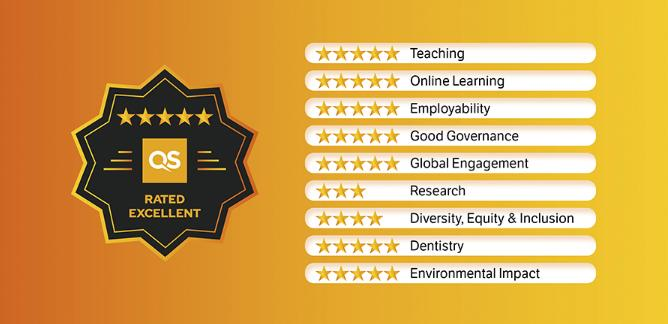 QS
RATED
EXCELLENT
Teaching
Online Learning
Employability
Good Governance
Global Engagement
Research
Diversity, Equity & Inclusion
Dentistry
Environmental Impact